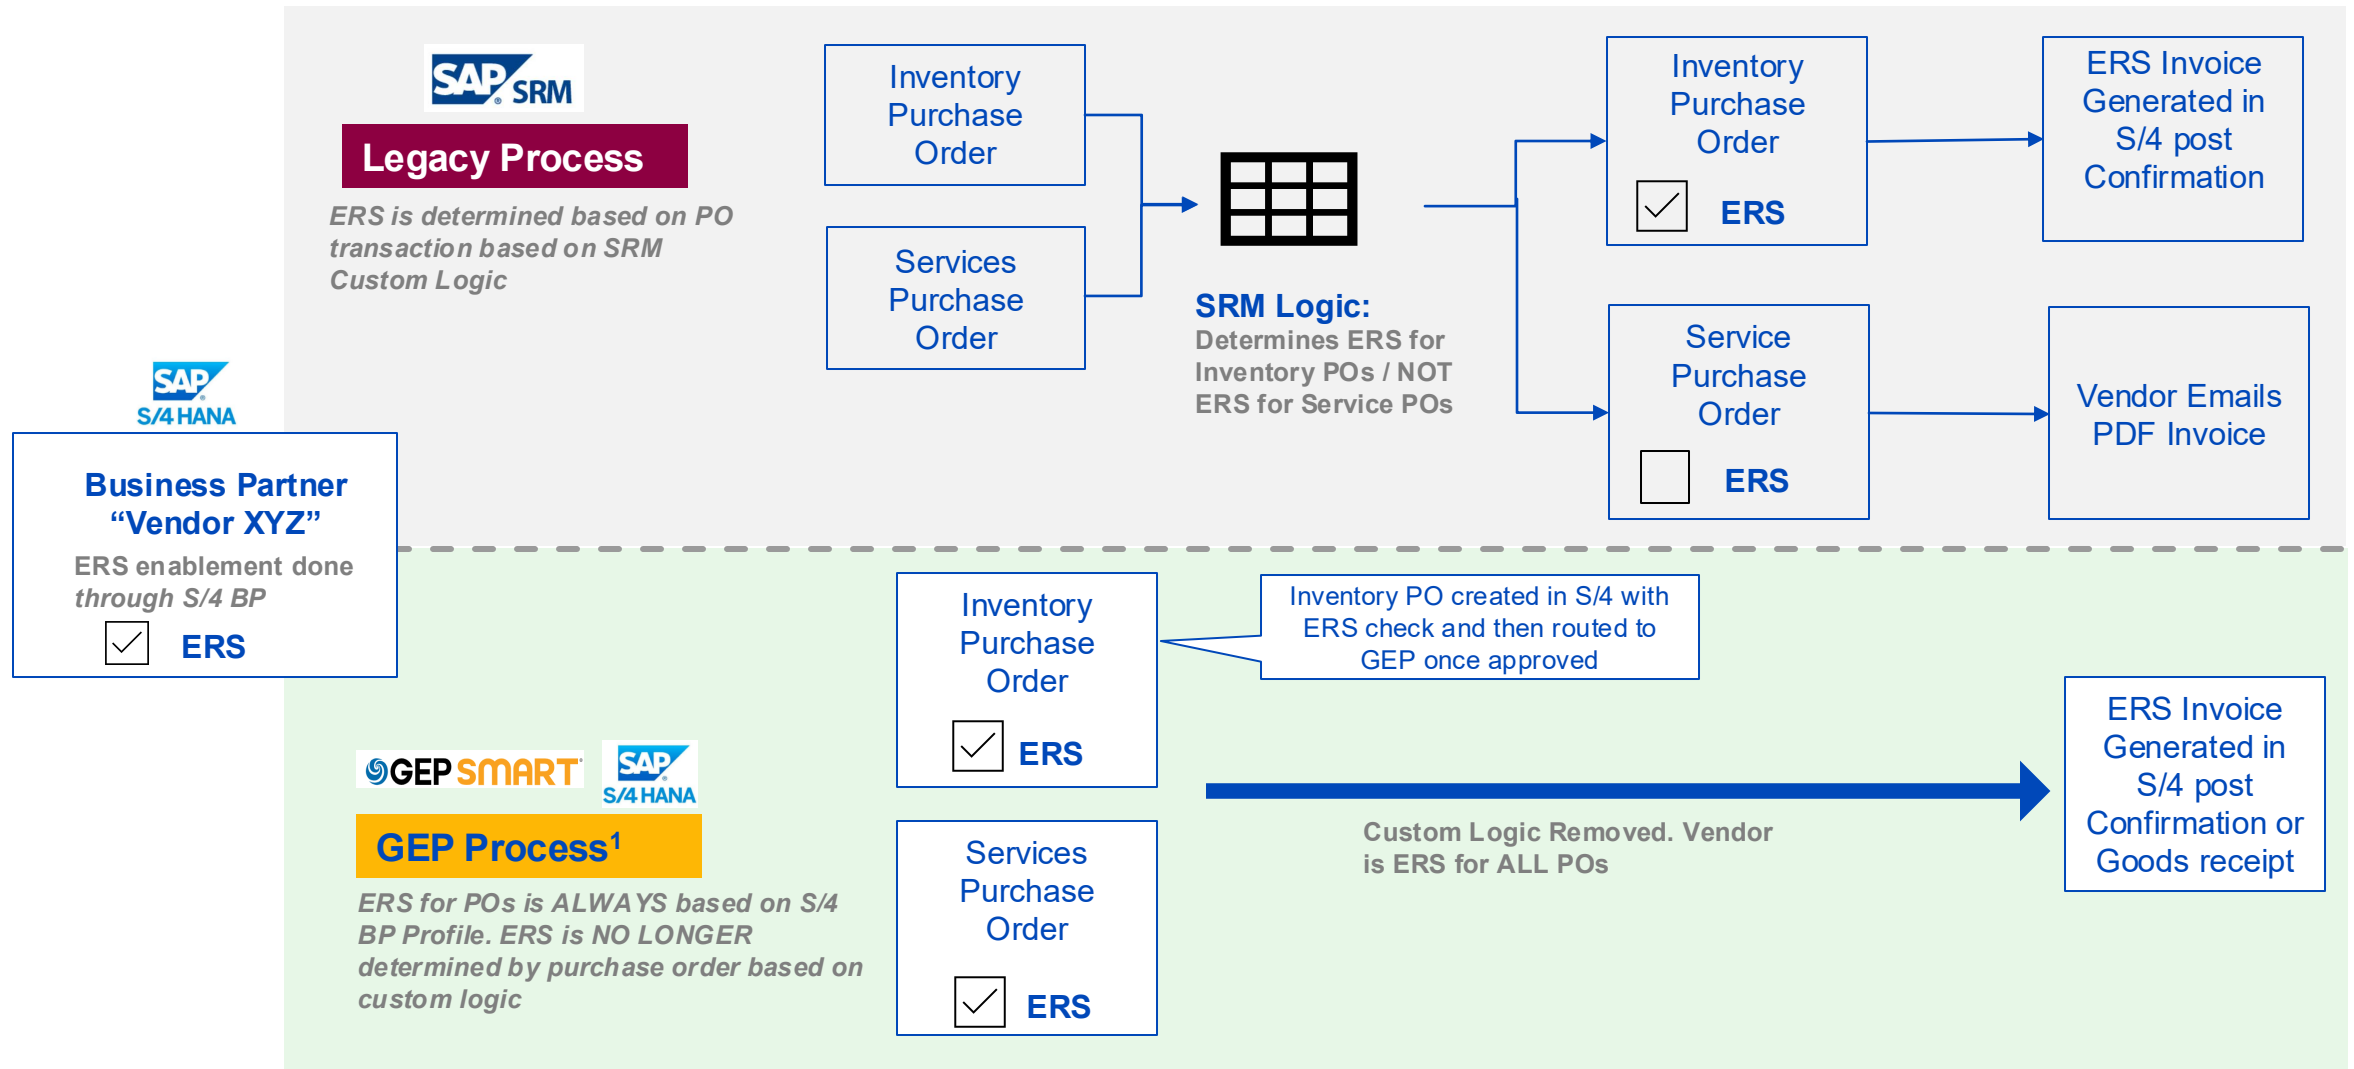 SAP SRM
Legacy Process
ERS is determined based on PO
transaction based on SRM
Custom Logic
Inventory
Purchase
Order
Services
Purchase
Order
SRM Logic:
Determines ERS for
Inventory POs / NOT
ERS for Service POs
Inventory
Purchase
Order
ERS
ERS Invoice
Generated in
S/4 post
Confirmation
Service
Purchase
Order
ERS
Vendor Emails
PDF Invoice
SAP
S/4HANA
Business Partner
“Vendor XYZ”
ERS enablement done
through S/4 BP
ERS
GEP SMART
SAP
S/4HANA
GEP Process¹
ERS for POs is ALWAYS based on S/4
BP Profile. ERS is NO LONGER
determined by purchase order based on
custom logic
Inventory
Purchase
Order
ERS
Inventory PO created in S/4 with
ERS check and then routed to
GEP once approved
Services
Purchase
Order
ERS
Custom Logic Removed. Vendor
is ERS for ALL POs
ERS Invoice
Generated in
S/4 post
Confirmation or
Goods receipt